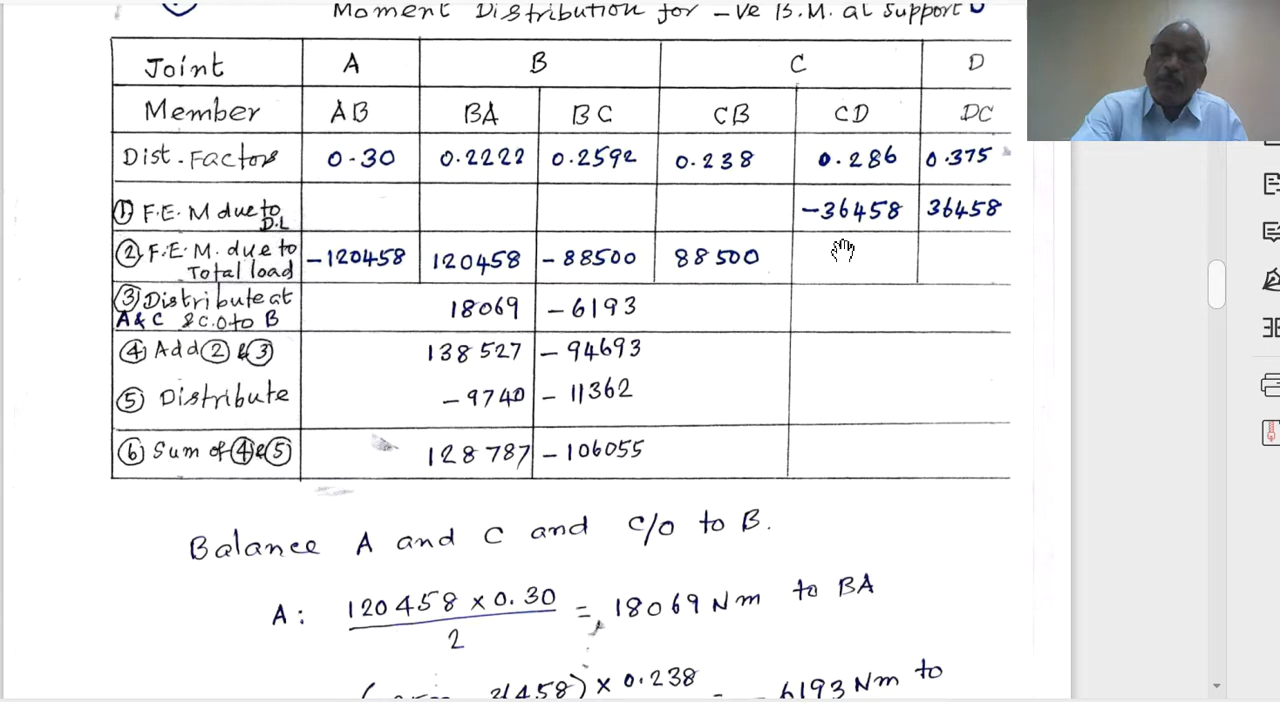 Moment Distribution for -ve B.M. at Support
Joint A B C D
Member AB BA BC CB CD DC
Dist. Factors 0.30 0.2222 0.2592 0.238 0.286 0.375
① F.E.M due to D.L -36458 36458
② F.E.M. due to Total load -120458 120458 -88500 88500
③ Distribute at A & C & C.O to B 18069 -6193
④ Add ② & ③ 138527 -94693
⑤ Distribute -9740 -11362
⑥ Sum of ④ & ⑤ 128787 -106055
Balance A and C and C/O to B.
A: 120458 x 0.30 = 18069 Nm to BA
2
458) x 0.238 6193 Nm to